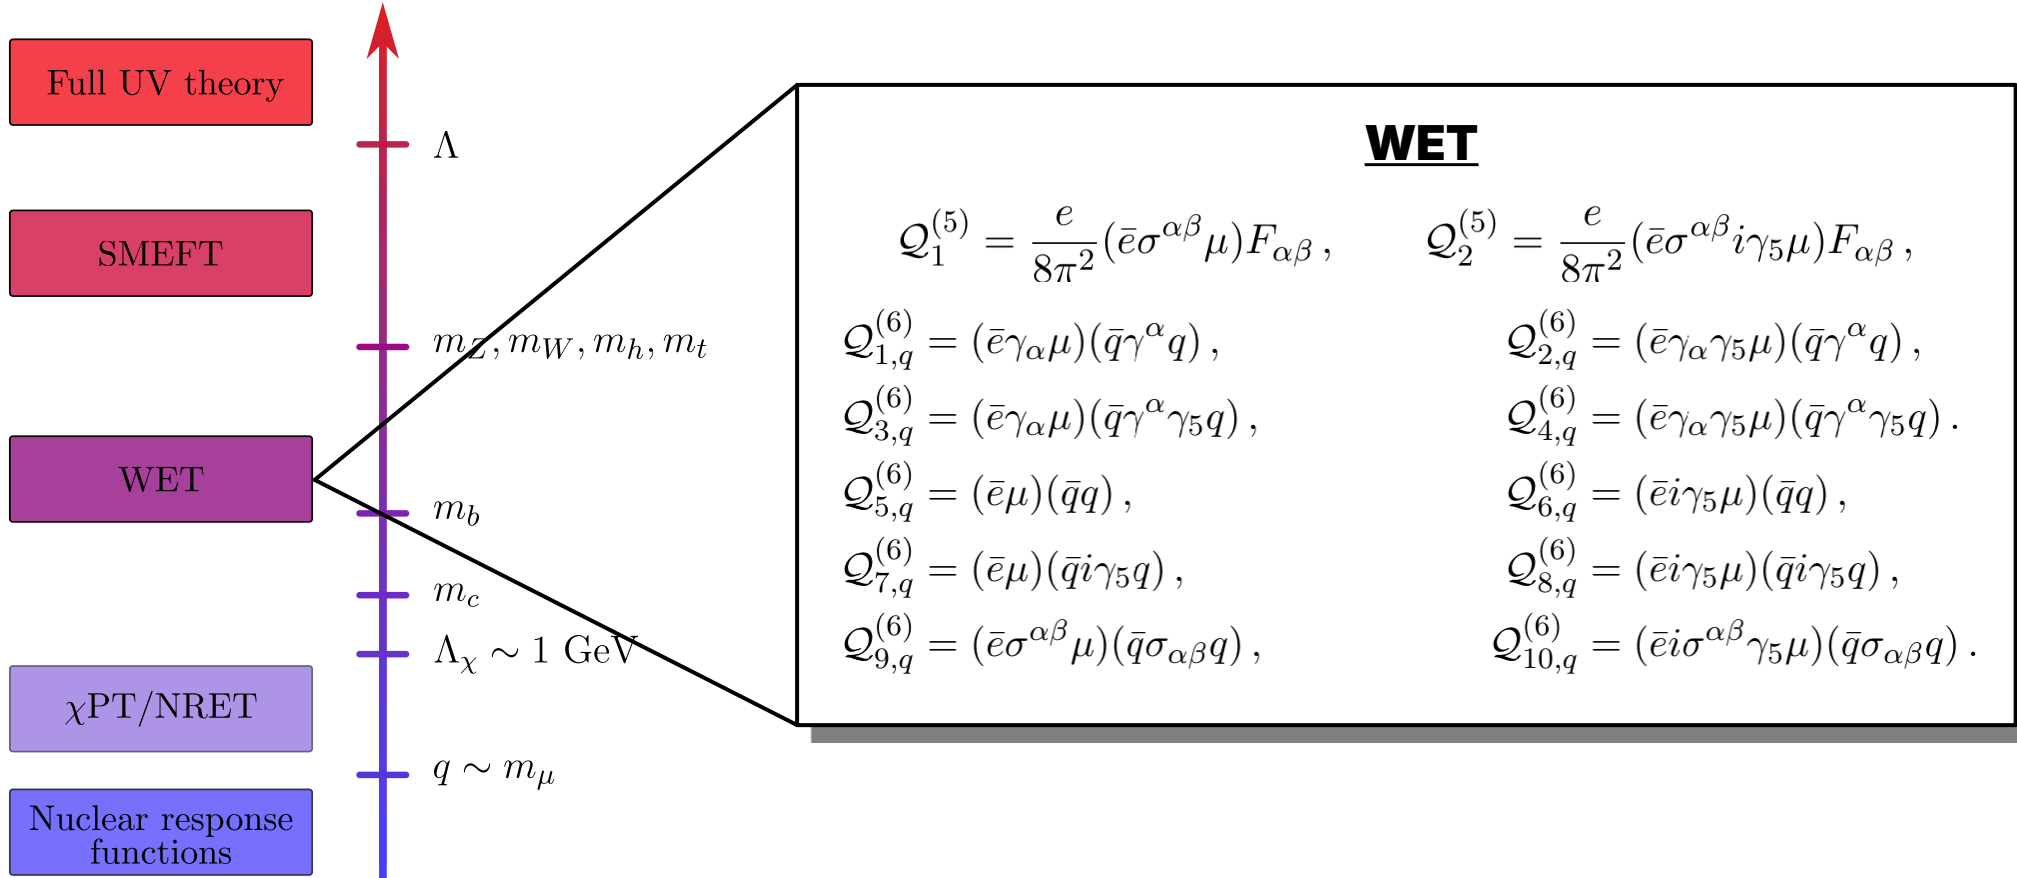 Full UV theory
Λ
SMEFT
m_Z, m_W, m_h, m_t
WET
m_b
m_c
Λ_χ ∼ 1 GeV
χPT/NRET
q ∼ m_μ
Nuclear response
functions
WET
𝒬_1^{(5)} = \frac{e}{8π^2}(ēσ^{αβ}μ)F_{αβ} , 𝒬_2^{(5)} = \frac{e}{8π^2}(ēσ^{αβ}iγ_5μ)F_{αβ} ,
𝒬_{1,q}^{(6)} = (ēγ_αμ)(q̄γ^αq) , 𝒬_{2,q}^{(6)} = (ēγ_αγ_5μ)(q̄γ^αq) ,
𝒬_{3,q}^{(6)} = (ēγ_αμ)(q̄γ^αγ_5q) , 𝒬_{4,q}^{(6)} = (ēγ_αγ_5μ)(q̄γ^αγ_5q) .
𝒬_{5,q}^{(6)} = (ēμ)(q̄q) , 𝒬_{6,q}^{(6)} = (ēiγ_5μ)(q̄q) ,
𝒬_{7,q}^{(6)} = (ēμ)(q̄iγ_5q) , 𝒬_{8,q}^{(6)} = (ēiγ_5μ)(q̄iγ_5q) ,
𝒬_{9,q}^{(6)} = (ēσ^{αβ}μ)(q̄σ_{αβ}q) , 𝒬_{10,q}^{(6)} = (ēiσ^{αβ}γ_5μ)(q̄σ_{αβ}q) .